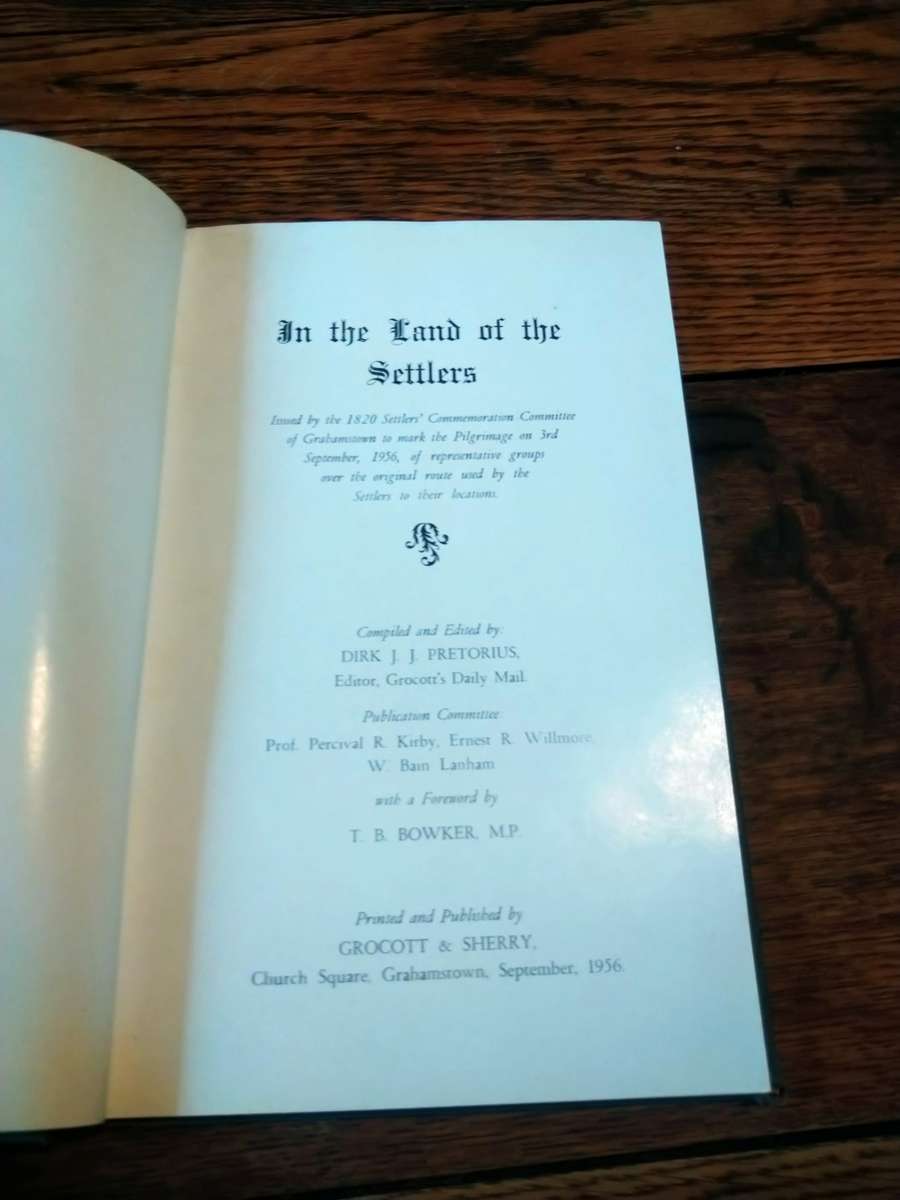 In the Land of the
Settlers
Issued by the 1820 Settlers' Commemoration Committee
of Grahamstown to mark the Pilgrimage on 3rd
September, 1956, of representative groups
over the original route used by the
Settlers to their locations.
Compiled and Edited by:
DIRK J. J. PRETORIUS,
Editor, Grocott's Daily Mail.
Publication Committee:
Prof. Percival R. Kirby, Ernest R. Willmore,
W. Bain Lanham
with a Foreword by
T. B. BOWKER, M.P.
Printed and Published by
GROCOTT & SHERRY,
Church Square, Grahamstown, September, 1956.